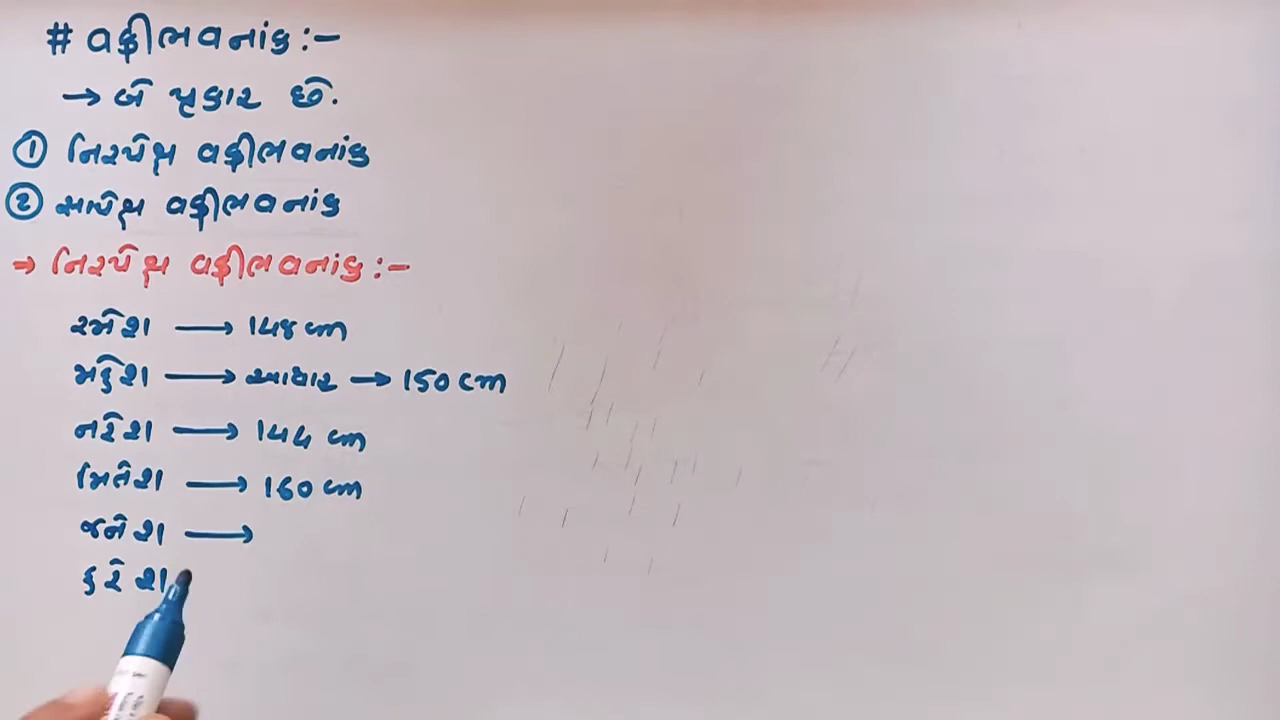 # વક્રીભવનાંક :-
→ બે પ્રકાર છે.
① નિરપેક્ષ વક્રીભવનાંક
② સાપેક્ષ વક્રીભવનાંક
⇒ નિરપેક્ષ વક્રીભવનાંક :-
રમેશ → 148 cm
મહેશ → આધાર → 150 cm
નરેશ → 144 cm
મિતેશ → 160 cm
જનેશ →
હરેશ